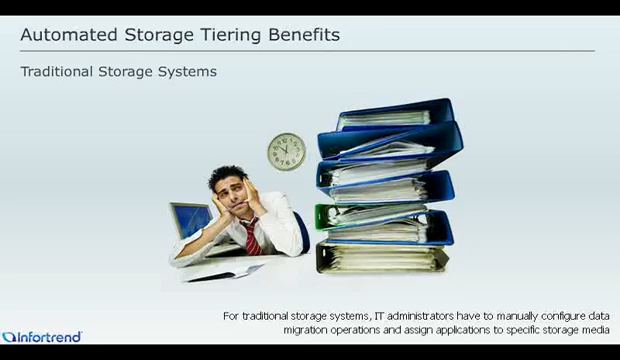 Automated Storage Tiering Benefits
Traditional Storage Systems
For traditional storage systems, IT administrators have to manually configure data
migration operations and assign applications to specific storage media
Infortrend